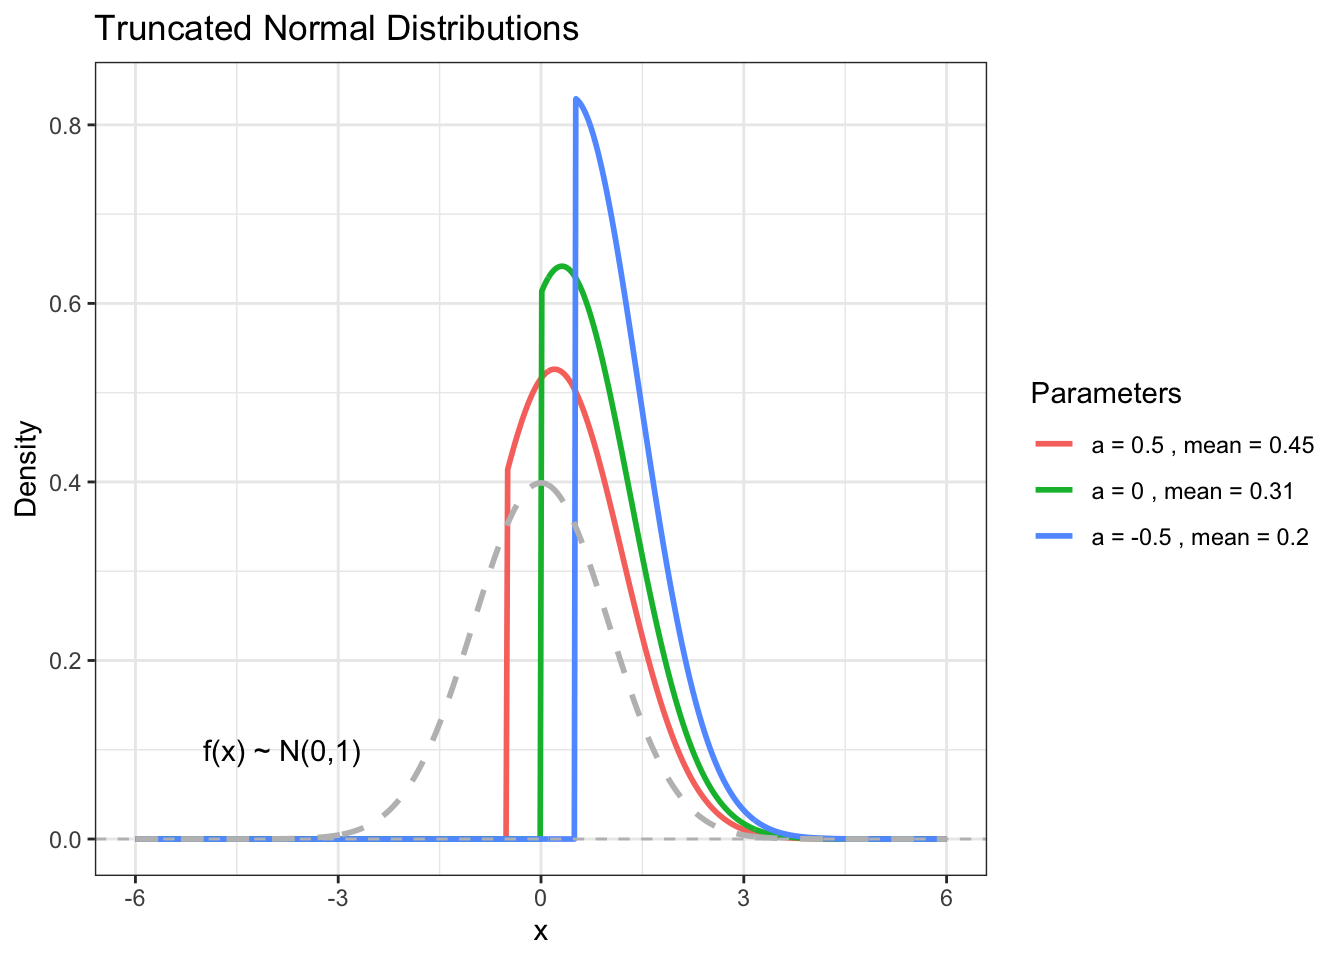 Truncated Normal Distributions
0.8
0.6
0.4
0.2
0.0
Density
f(x) ~ N(0,1)
-6
-3
0
3
6
x
Parameters
a = 0.5 , mean = 0.45
a = 0 , mean = 0.31
a = -0.5 , mean = 0.2